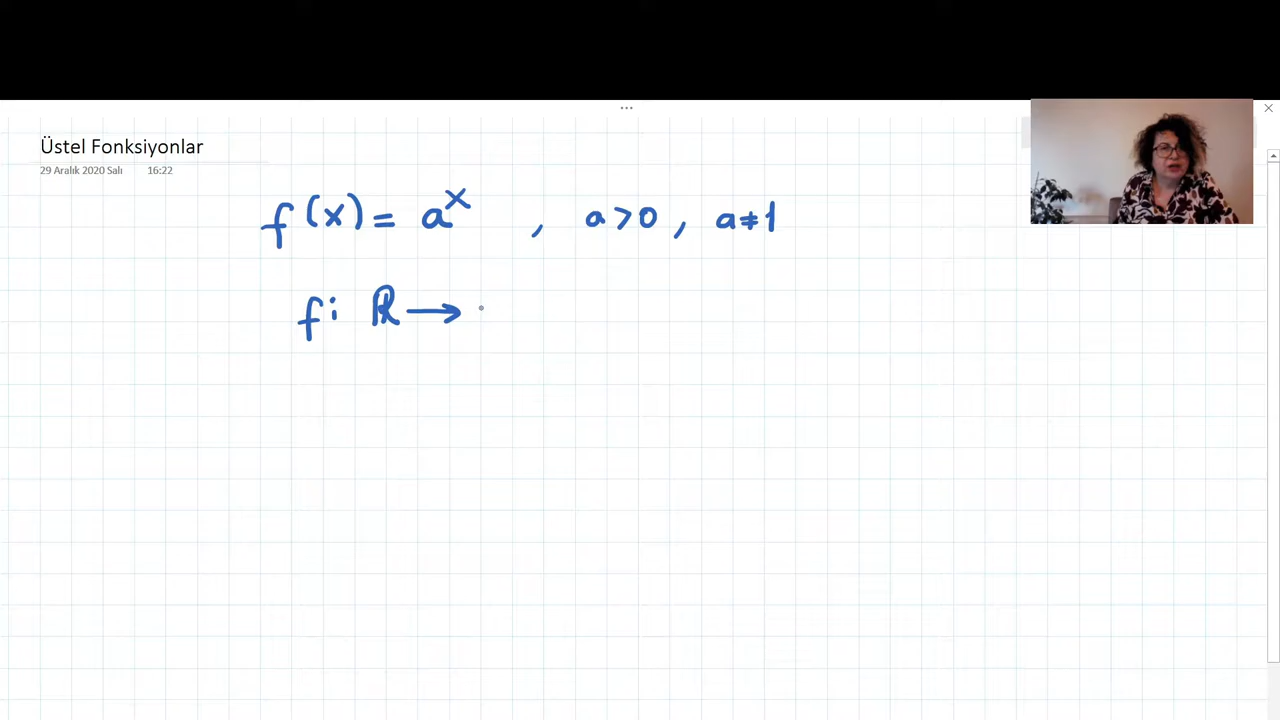 Üstel Fonksiyonlar
29 Aralık 2020 Salı 16:22
f(x) = a^x , a>0 , a≠1
f: ℝ →